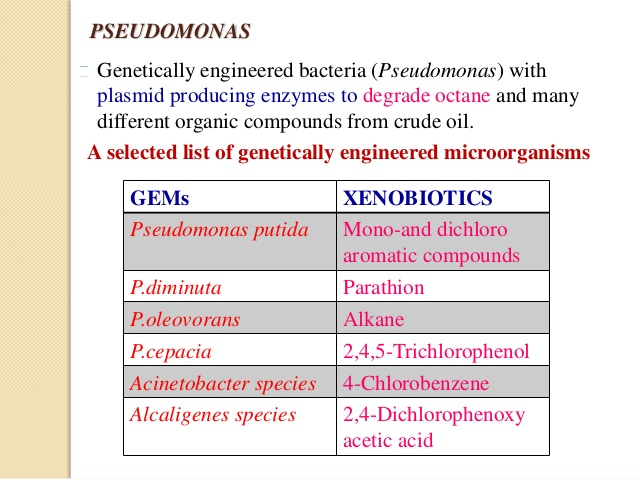 PSEUDOMONAS
Genetically engineered bacteria (Pseudomonas) with
plasmid producing enzymes to degrade octane and many
different organic compounds from crude oil.
A selected list of genetically engineered microorganisms
GEMs XENOBIOTICS
Pseudomonas putida Mono-and dichloro
aromatic compounds
P.diminuta Parathion
P.oleovorans Alkane
P.cepacia 2,4,5-Trichlorophenol
Acinetobacter species 4-Chlorobenzene
Alcaligenes species 2,4-Dichlorophenoxy
acetic acid